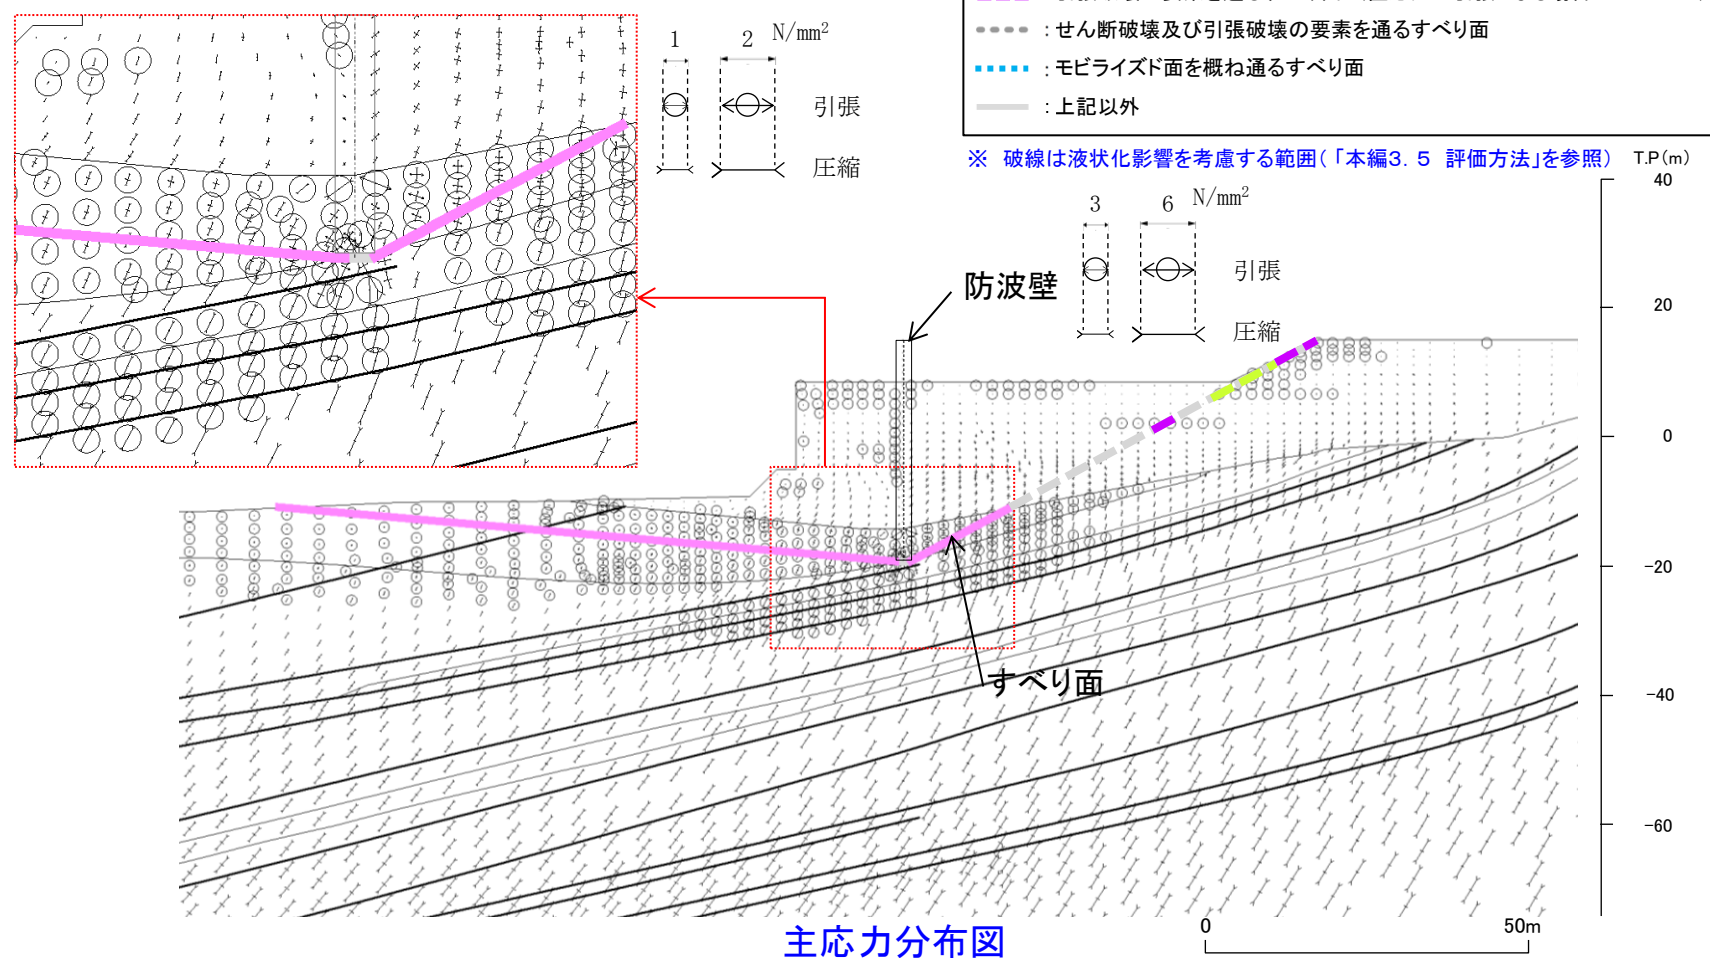 : せん断破壊及び引張破壊の要素を通るすべり面
: モビライズド面を概ね通るすべり面
: 上記以外
※ 破線は液状化影響を考慮する範囲(「本編3.5 評価方法」を参照)
1 2 N/mm²
引張
圧縮
3 6 N/mm²
引張
圧縮
防波壁
すべり面
T.P(m)
40
20
0
-20
-40
-60
0 50m
主応力分布図